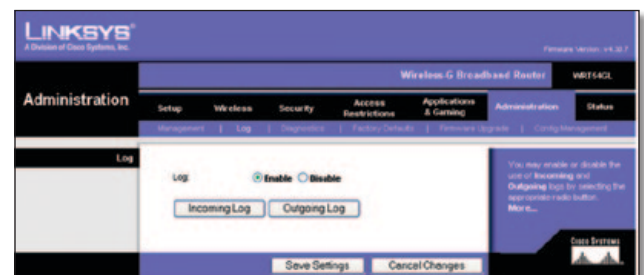 LINKSYS®
A Division of Cisco Systems, Inc.
Firmware Version: v4.30.7
Wireless-G Broadband Router WRT54GL
Administration
Setup Wireless Security Access Restrictions Applications & Gaming Administration Status
Management | Log | Diagnostics | Factory Defaults | Firmware Upgrade | Config Management
Log
Log: Enable Disable
Incoming Log Outgoing Log
You may enable or disable the
use of Incoming and
Outgoing logs by selecting the
appropriate radio
button.
More...
Save Settings Cancel Changes
Cisco Systems